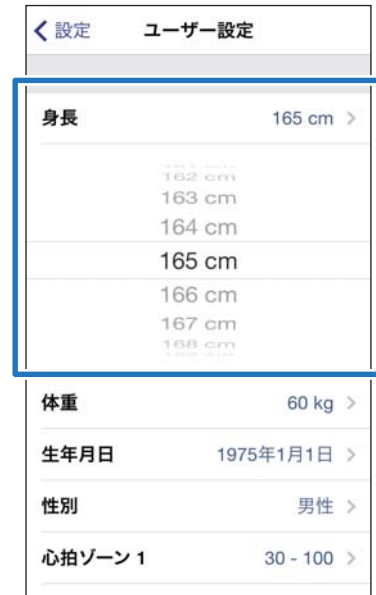 設定 ユーザー設定
身長 165 cm
162 cm
163 cm
164 cm
165 cm
166 cm
167 cm
168 cm
体重 60 kg
生年月日 1975年1月1日
性別 男性
心拍ゾーン 1 30 - 100